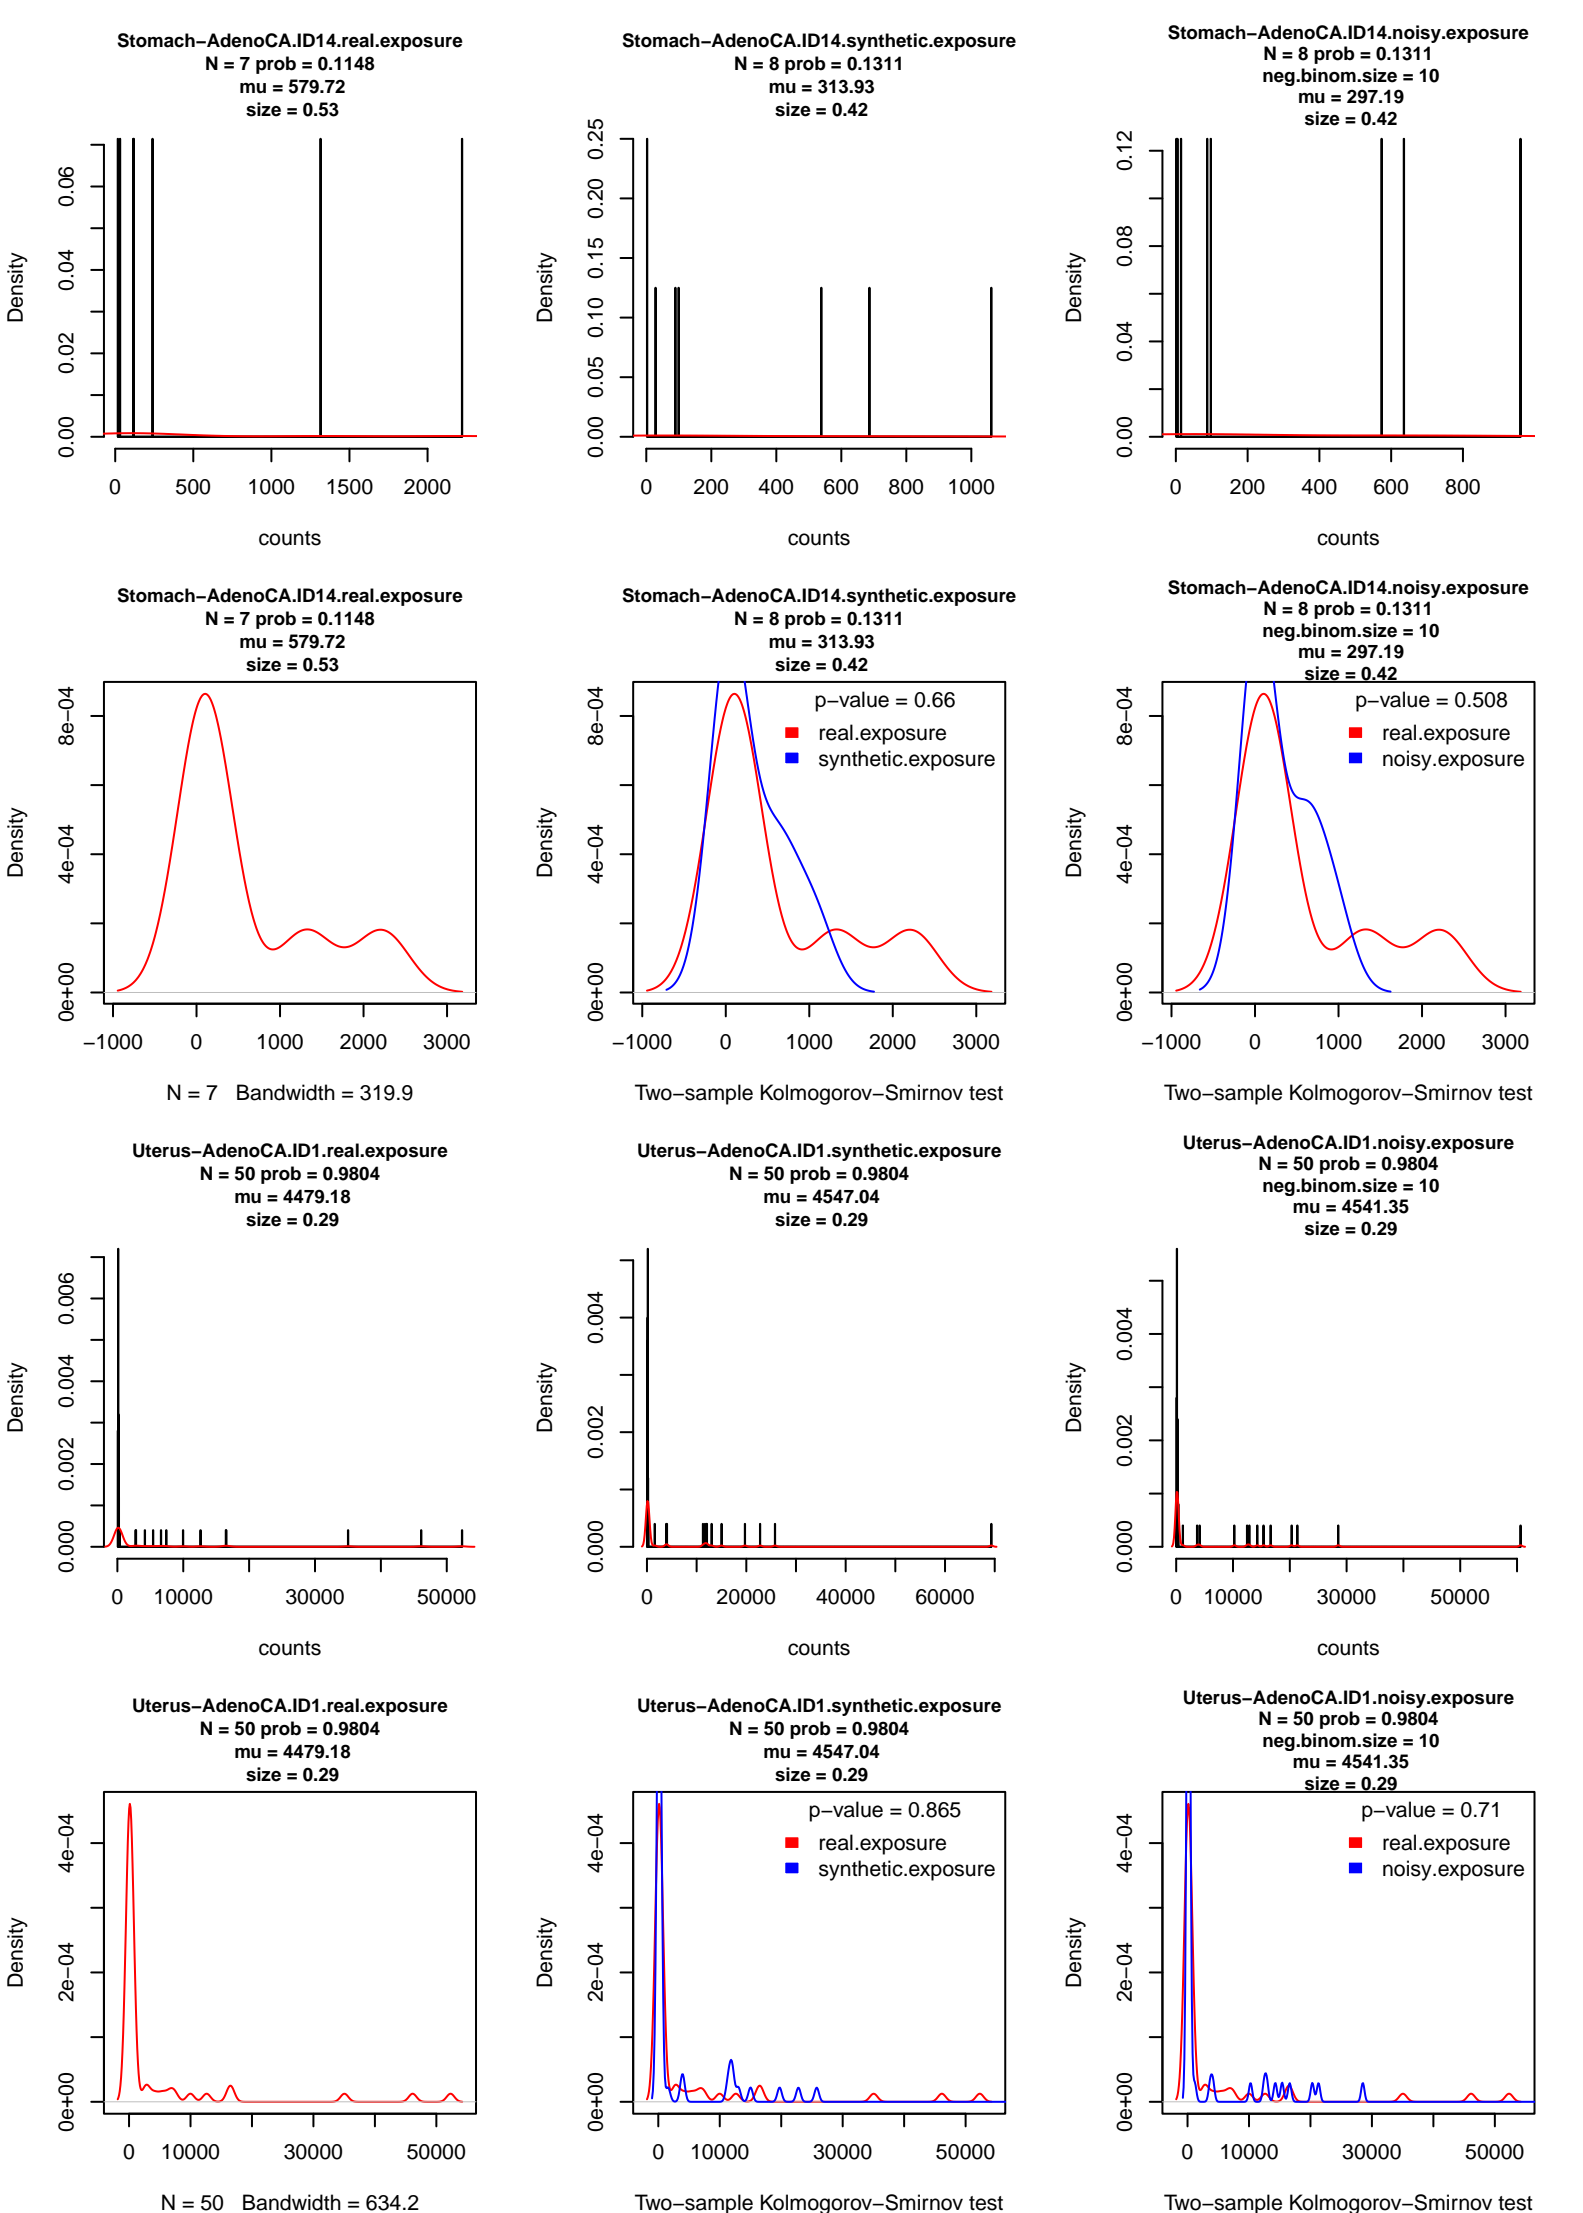 Stomach−AdenoCA.ID14.real.exposure
N = 7 prob = 0.1148
mu = 579.72
size = 0.53
Density
0.00 0.02 0.04 0.06
0 500 1000 1500 2000
counts
Stomach−AdenoCA.ID14.synthetic.exposure
N = 8 prob = 0.1311
mu = 313.93
size = 0.42
Density
0.00 0.05 0.10 0.15 0.20 0.25
0 200 400 600 800 1000
counts
Stomach−AdenoCA.ID14.noisy.exposure
N = 8 prob = 0.1311
neg.binom.size = 10
mu = 297.19
size = 0.42
Density
0.00 0.04 0.08 0.12
0 200 400 600 800
counts
Stomach−AdenoCA.ID14.real.exposure
N = 7 prob = 0.1148
mu = 579.72
size = 0.53
Density
0e+00 4e−04 8e−04
−1000 0 1000 2000 3000
N = 7 Bandwidth = 319.9
Stomach−AdenoCA.ID14.synthetic.exposure
N = 8 prob = 0.1311
mu = 313.93
size = 0.42
p−value = 0.66
real.exposure
synthetic.exposure
Density
0e+00 4e−04 8e−04
−1000 0 1000 2000 3000
Two−sample Kolmogorov−Smirnov test
Stomach−AdenoCA.ID14.noisy.exposure
N = 8 prob = 0.1311
neg.binom.size = 10
mu = 297.19
size = 0.42
p−value = 0.508
real.exposure
noisy.exposure
Density
0e+00 4e−04 8e−04
−1000 0 1000 2000 3000
Two−sample Kolmogorov−Smirnov test
Uterus−AdenoCA.ID1.real.exposure
N = 50 prob = 0.9804
mu = 4479.18
size = 0.29
Density
0.000 0.002 0.004 0.006
0 10000 30000 50000
counts
Uterus−AdenoCA.ID1.synthetic.exposure
N = 50 prob = 0.9804
mu = 4547.04
size = 0.29
Density
0.000 0.002 0.004
0 20000 40000 60000
counts
Uterus−AdenoCA.ID1.noisy.exposure
N = 50 prob = 0.9804
neg.binom.size = 10
mu = 4541.35
size = 0.29
Density
0.000 0.002 0.004
0 10000 30000 50000
counts
Uterus−AdenoCA.ID1.real.exposure
N = 50 prob = 0.9804
mu = 4479.18
size = 0.29
Density
0e+00 2e−04 4e−04
0 10000 30000 50000
N = 50 Bandwidth = 634.2
Uterus−AdenoCA.ID1.synthetic.exposure
N = 50 prob = 0.9804
mu = 4547.04
size = 0.29
p−value = 0.865
real.exposure
synthetic.exposure
Density
0e+00 2e−04 4e−04
0 10000 30000 50000
Two−sample Kolmogorov−Smirnov test
Uterus−AdenoCA.ID1.noisy.exposure
N = 50 prob = 0.9804
neg.binom.size = 10
mu = 4541.35
size = 0.29
p−value = 0.71
real.exposure
noisy.exposure
Density
0e+00 2e−04 4e−04
0 10000 30000 50000
Two−sample Kolmogorov−Smirnov test